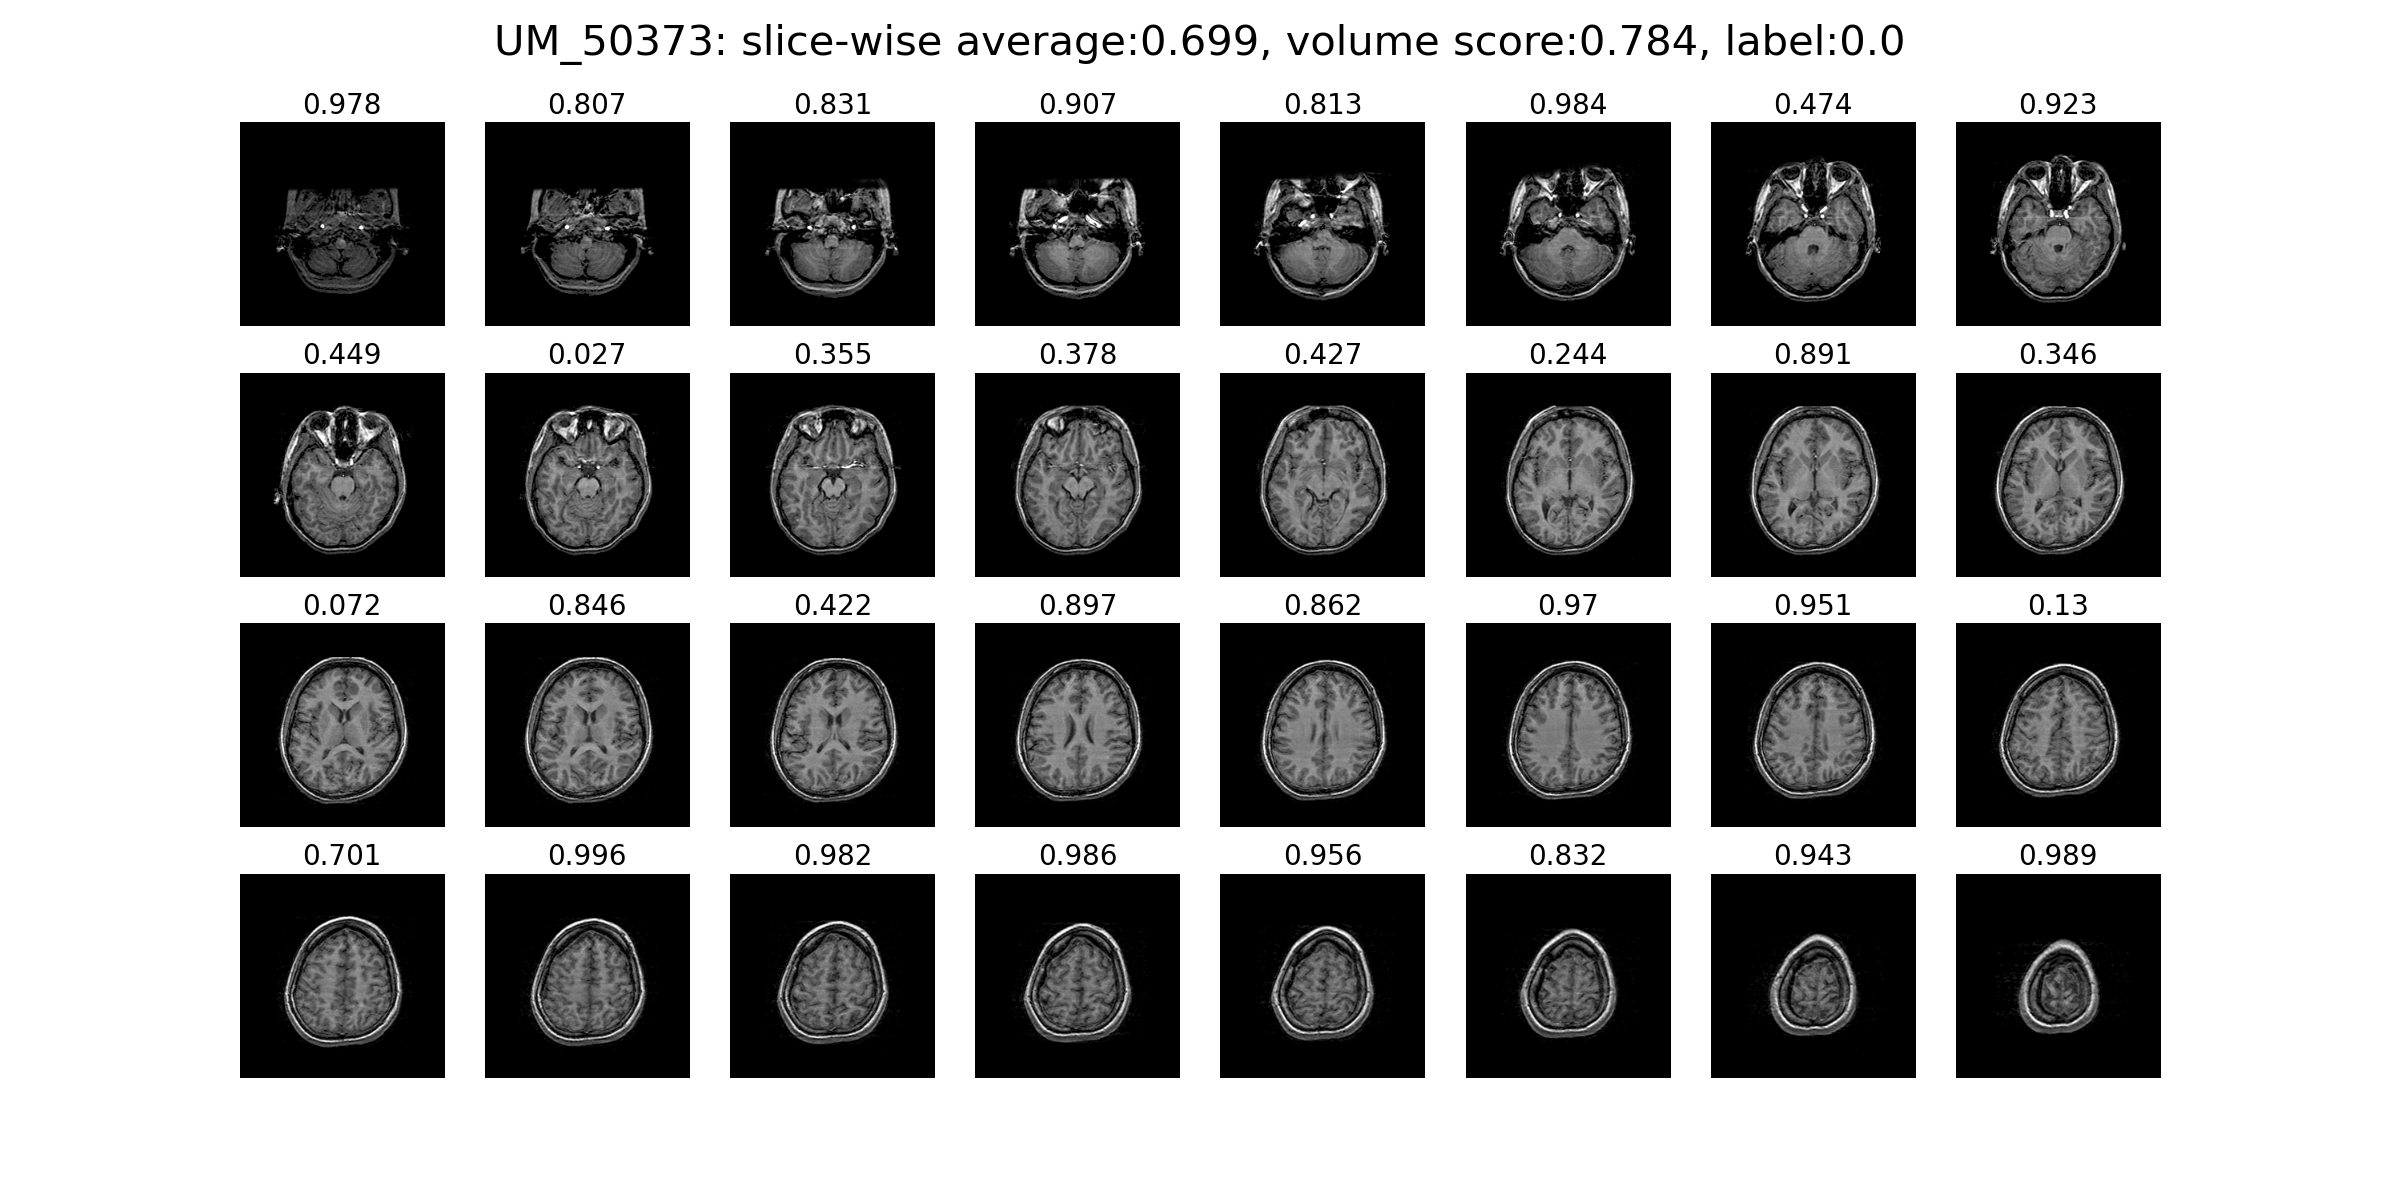 UM_50373: slice-wise average:0.699, volume score:0.784, label:0.0
0.978 0.807 0.831 0.907 0.813 0.984 0.474 0.923
0.449 0.027 0.355 0.378 0.427 0.244 0.891 0.346
0.072 0.846 0.422 0.897 0.862 0.97 0.951 0.13
0.701 0.996 0.982 0.986 0.956 0.832 0.943 0.989